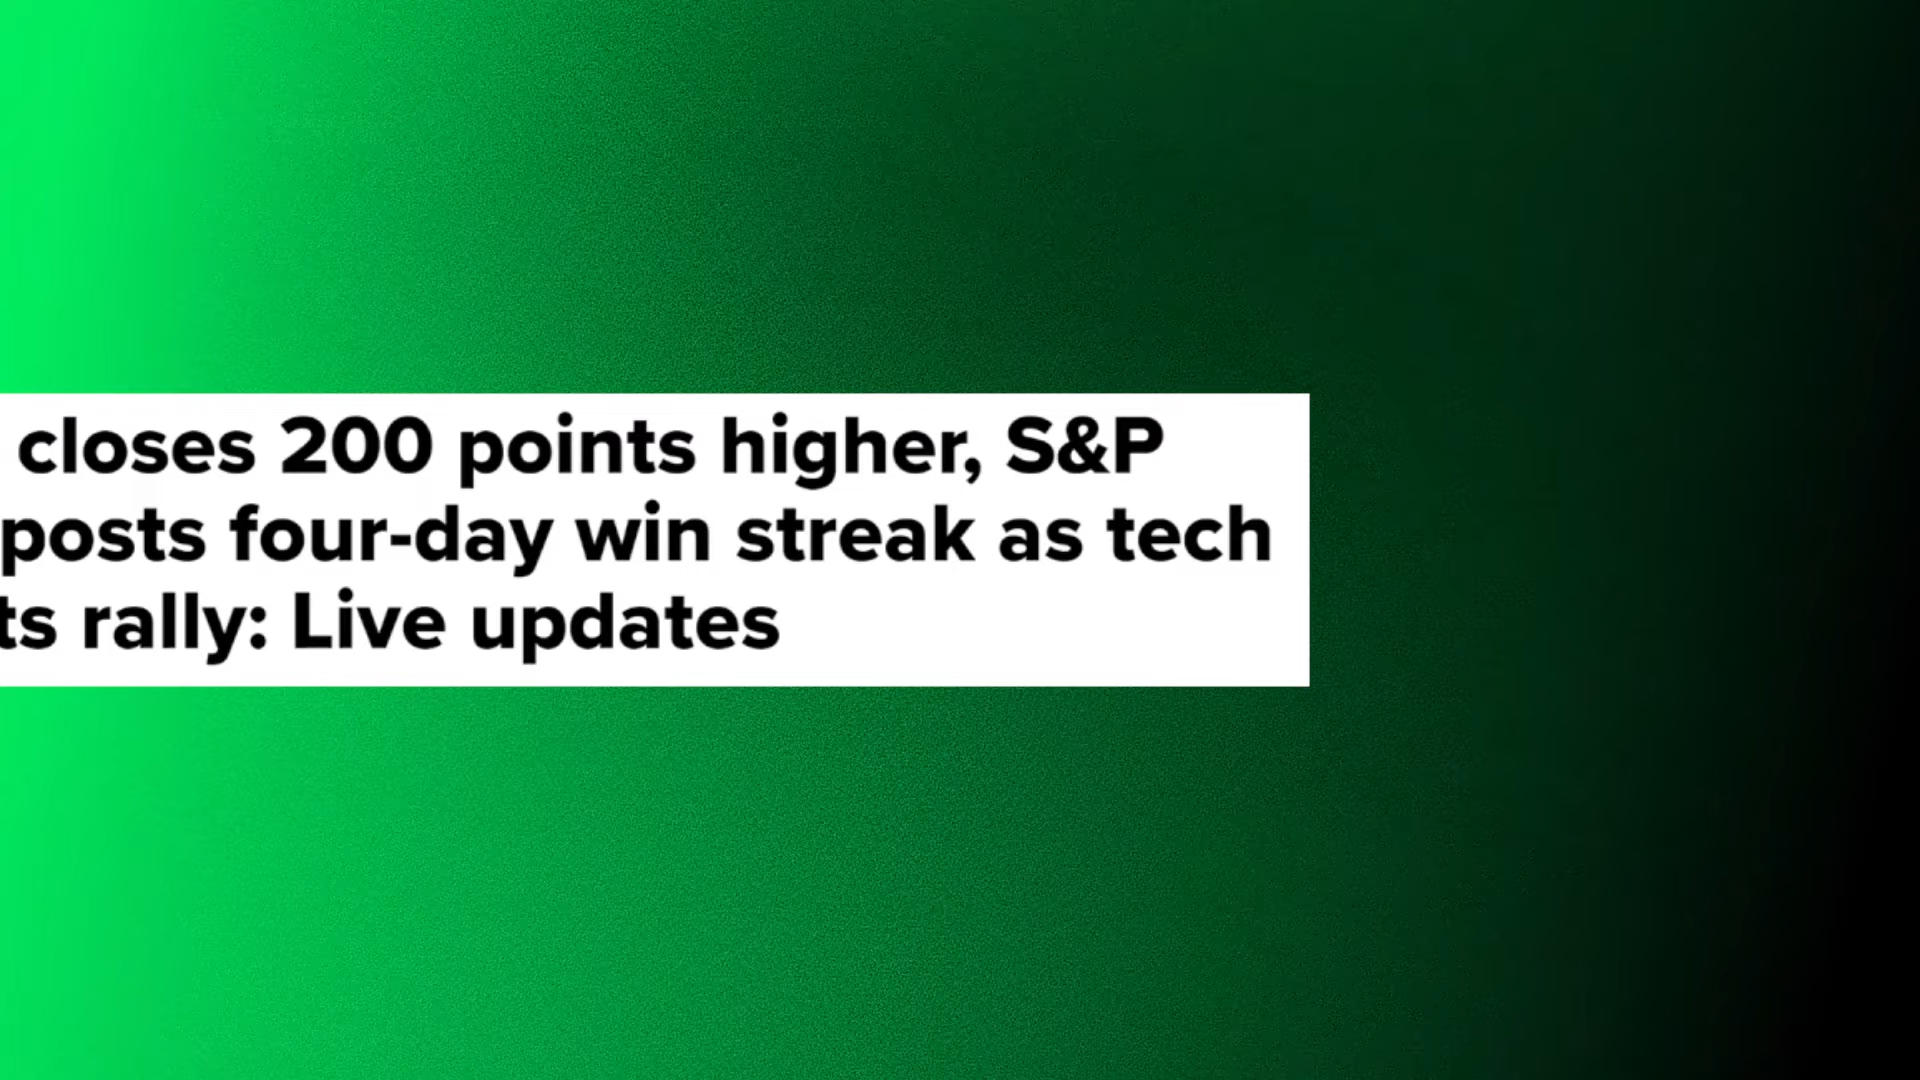 closes 200 points higher, S&P
posts four-day win streak as tech
ts rally: Live updates